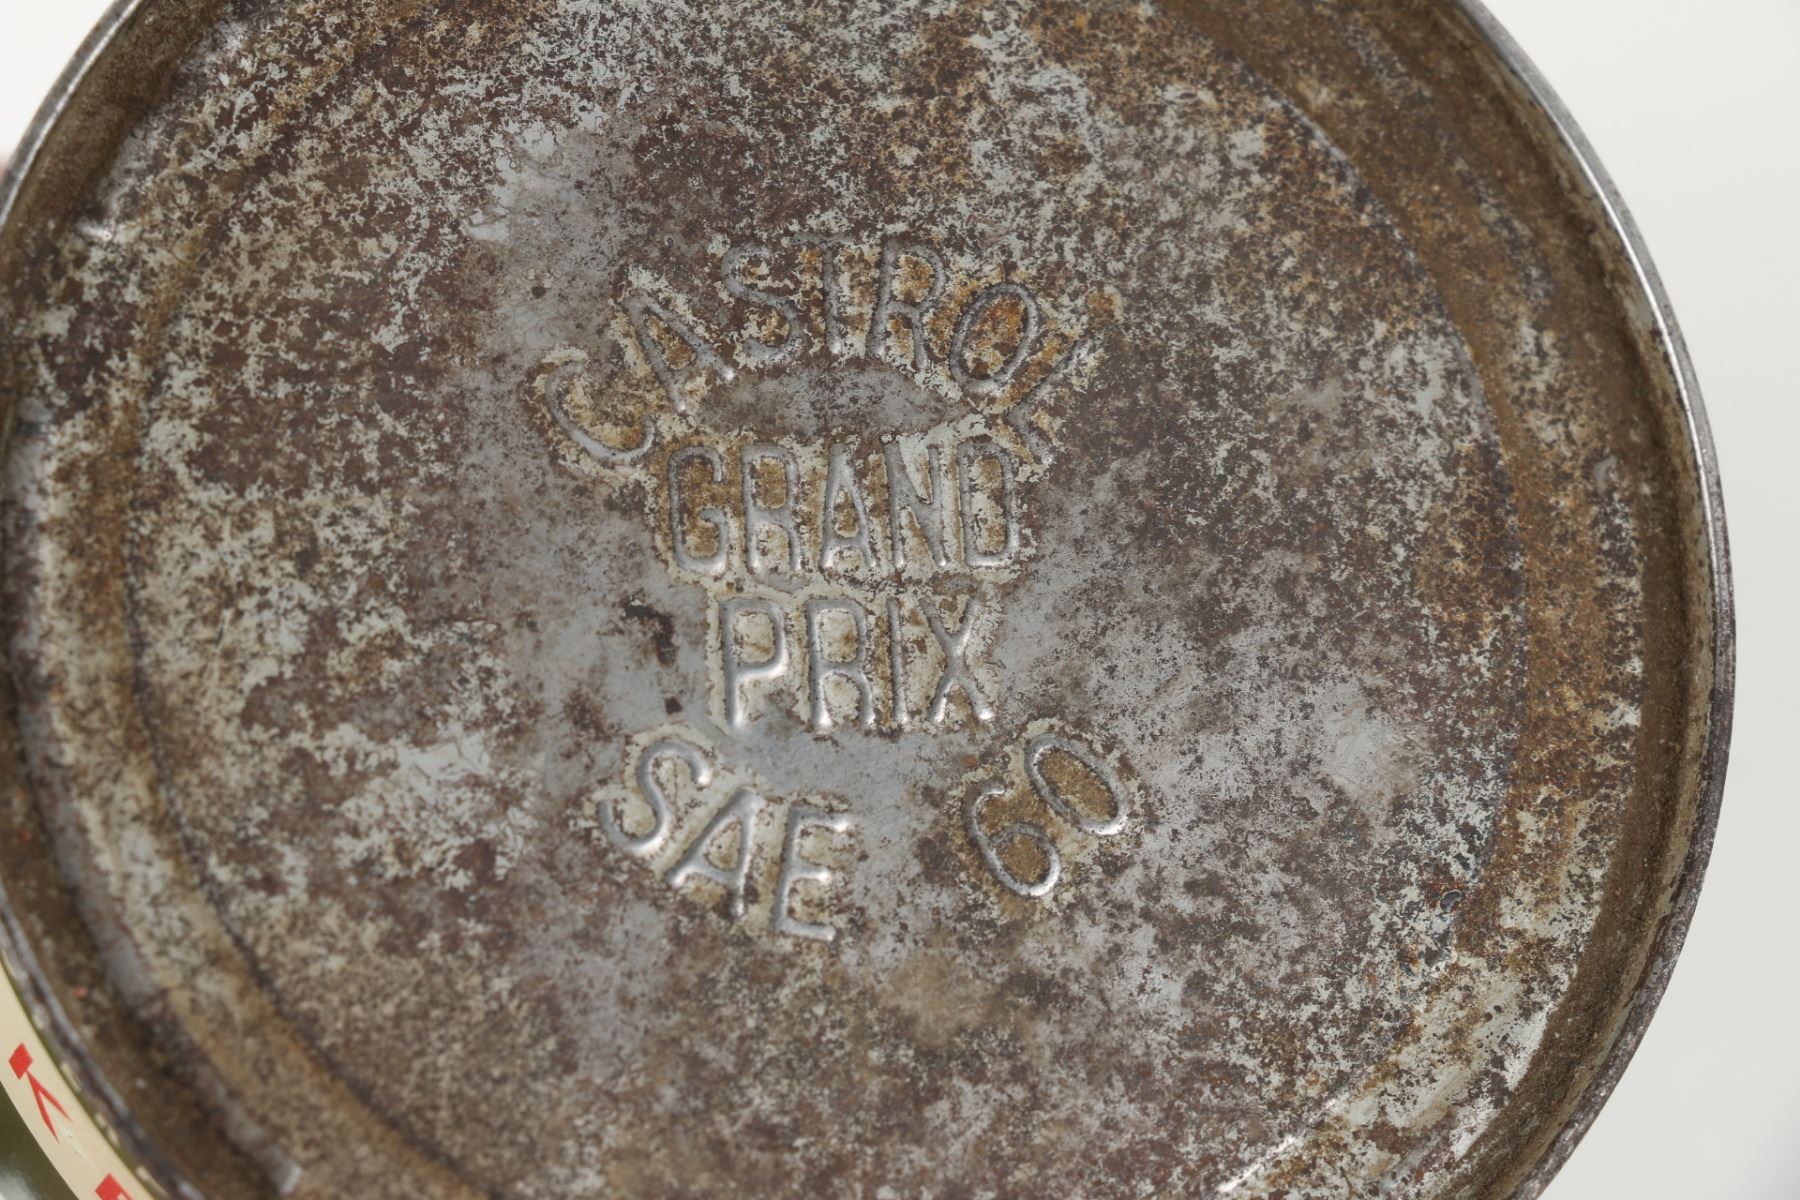 CASTROL
GRAND
PRIX
SAE 60